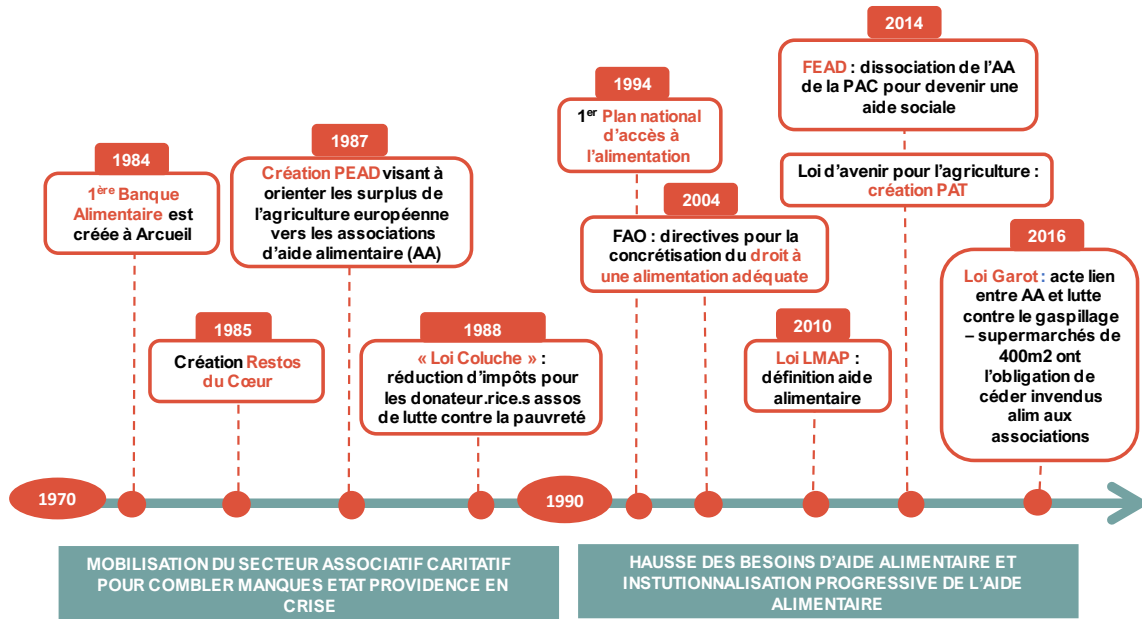 1984
1ère Banque
Alimentaire est
créée à Arcueil
1985
Création Restos
du Cœur
1987
Création PEAD visant à
orienter les surplus de
l'agriculture européenne
vers les associations
d'aide alimentaire (AA)
1988
« Loi Coluche » :
réduction d'impôts pour
les donateur.rice.s assos
de lutte contre la pauvreté
1994
1er Plan national
d'accès à
l'alimentation
2004
FAO : directives pour la
concrétisation du droit à
une alimentation adéquate
2010
Loi LMAP :
définition aide
alimentaire
2014
FEAD : dissociation de l'AA
de la PAC pour devenir une
aide sociale
Loi d'avenir pour l'agriculture :
création PAT
2016
Loi Garot : acte lien
entre AA et lutte
contre le gaspillage
– supermarchés de
400m2 ont
l'obligation de
céder invendus
alim aux
associations
1970
1990
MOBILISATION DU SECTEUR ASSOCIATIF CARITATIF
POUR COMBLER MANQUES ETAT PROVIDENCE EN
CRISE
HAUSSE DES BESOINS D'AIDE ALIMENTAIRE ET
INSTUTIONNALISATION PROGRESSIVE DE L'AIDE
ALIMENTAIRE